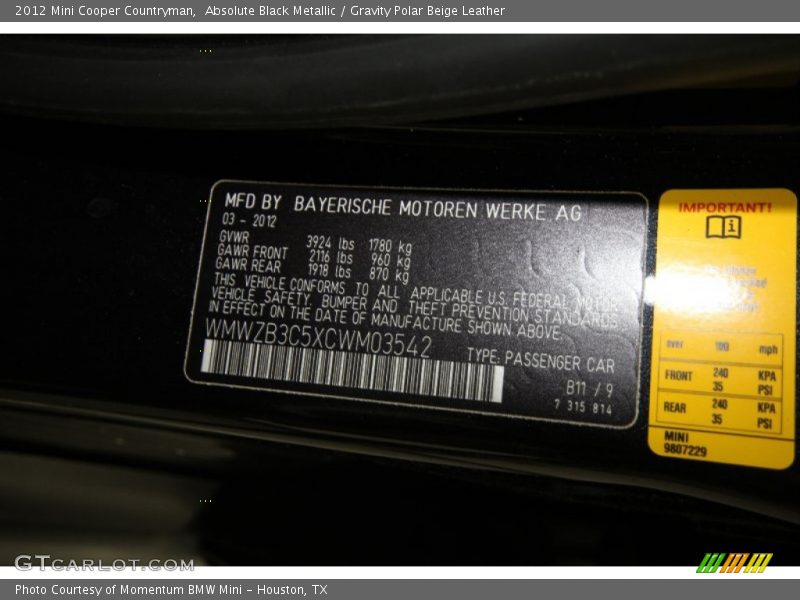 2012 Mini Cooper Countryman, Absolute Black Metallic / Gravity Polar Beige Leather
MFD BY BAYERISCHE MOTOREN WERKE AG
03 - 2012
GVWR 3924 lbs 1780 kg
GAWR FRONT 2116 lbs 960 kg
GAWR REAR 1918 lbs 870 kg
THIS VEHICLE CONFORMS TO ALL APPLICABLE U.S. FEDERAL MOTOR
VEHICLE SAFETY, BUMPER AND THEFT PREVENTION STANDARDS
IN EFFECT ON THE DATE OF MANUFACTURE SHOWN ABOVE.
WMWZB3C5XCWM03542
TYPE: PASSENGER CAR
B11 / 9
7 315 814
IMPORTANT!
over 100 mph
FRONT 240 KPA
35 PSI
REAR 240 KPA
35 PSI
MINI
9807229
GTCARLOT.COM
Photo Courtesy of Momentum BMW Mini - Houston, TX